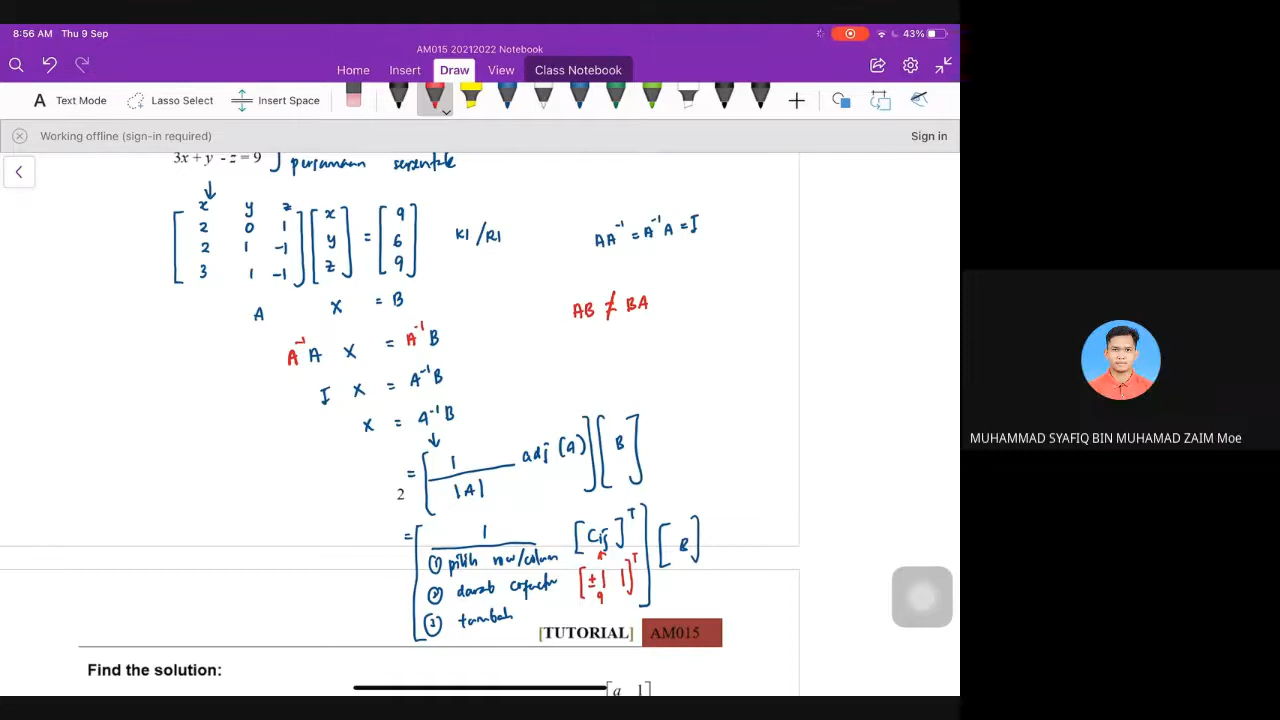 8:56 AM Thu 9 Sep
43%
AM015 20212022 Notebook
Home Insert Draw View Class Notebook
A Text Mode Lasso Select Insert Space
Working offline (sign-in required) Sign in
3x + y - z = 9 persamaan serentak
x y z
[2 0 1] [x] = [9]
[2 1 -1] [y] [6] K1 / R1 AA⁻¹ = A⁻¹A = I
[3 1 -1] [z] [9]
A X = B AB ≠ BA
A⁻¹ A X = A⁻¹ B
I X = A⁻¹ B
X = A⁻¹ B
= [ 1 / |A| adj (A) ] [ B ]
2
= [ 1 [Cij]ᵀ ] [ B ]
① pilih row/column [± | | ]ᵀ
② darab cofactor 9
③ tambah
[TUTORIAL] AM015
Find the solution:
[a 1]
MUHAMMAD SYAFIQ BIN MUHAMAD ZAIM Moe